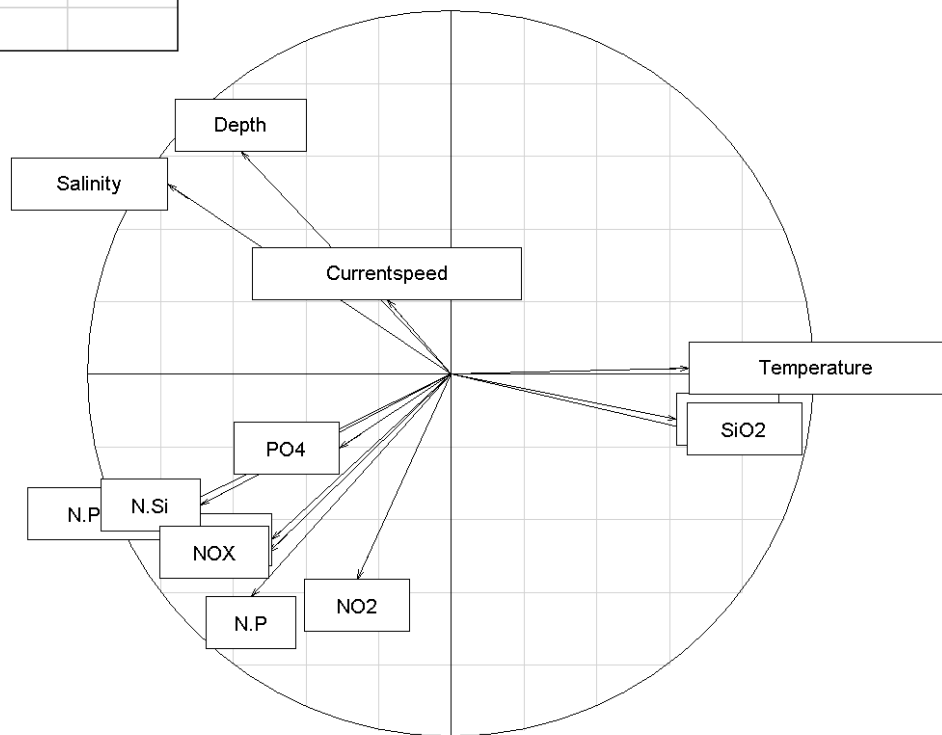 Depth
Salinity
Currentspeed
Temperature
SiO2
PO4
N.Si
N.P
NOX
NO2
N.P